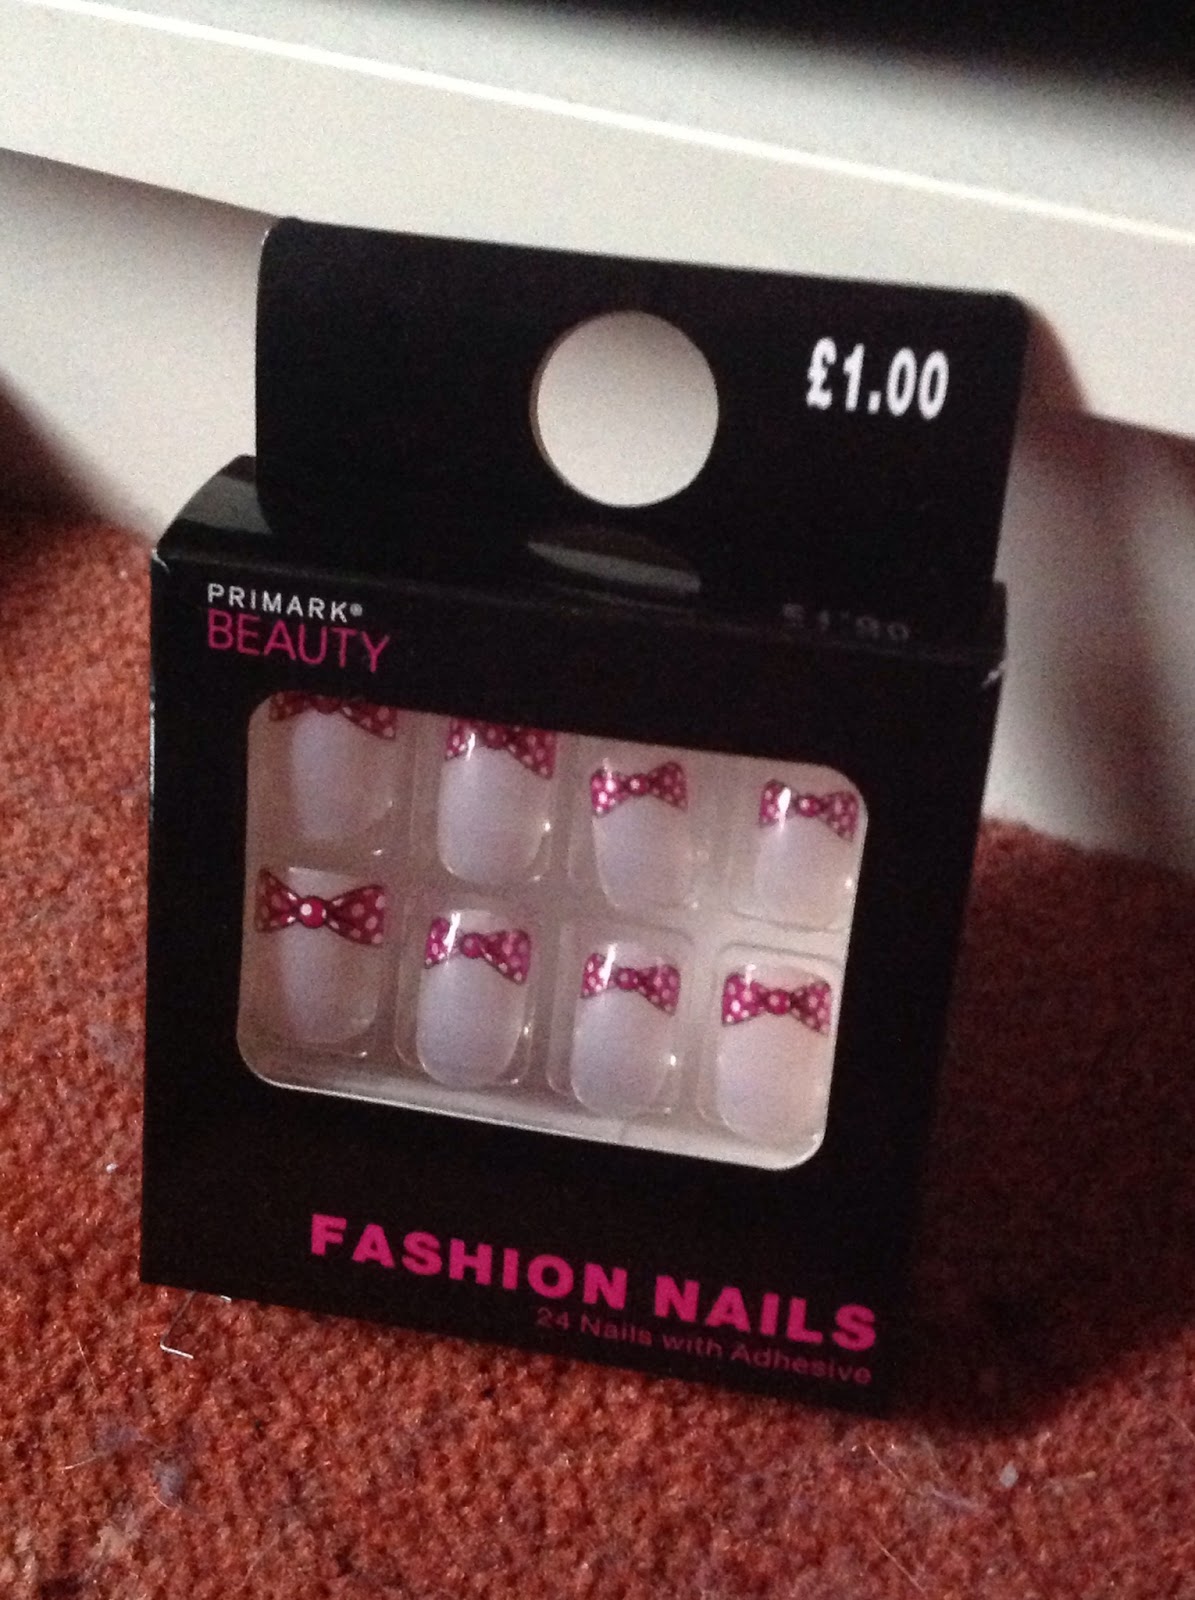 £1.00
PRIMARK®
BEAUTY
FASHION NAILS
24 Nails with Adhesive